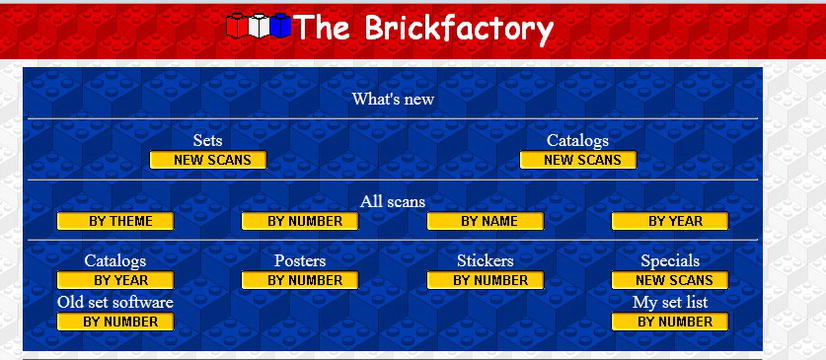 The Brickfactory
What's new
Sets Catalogs
NEW SCANS NEW SCANS
All scans
BY THEME BY NUMBER BY NAME BY YEAR
Catalogs Posters Stickers Specials
BY YEAR BY NUMBER BY NUMBER NEW SCANS
Old set software My set list
BY NUMBER BY NUMBER